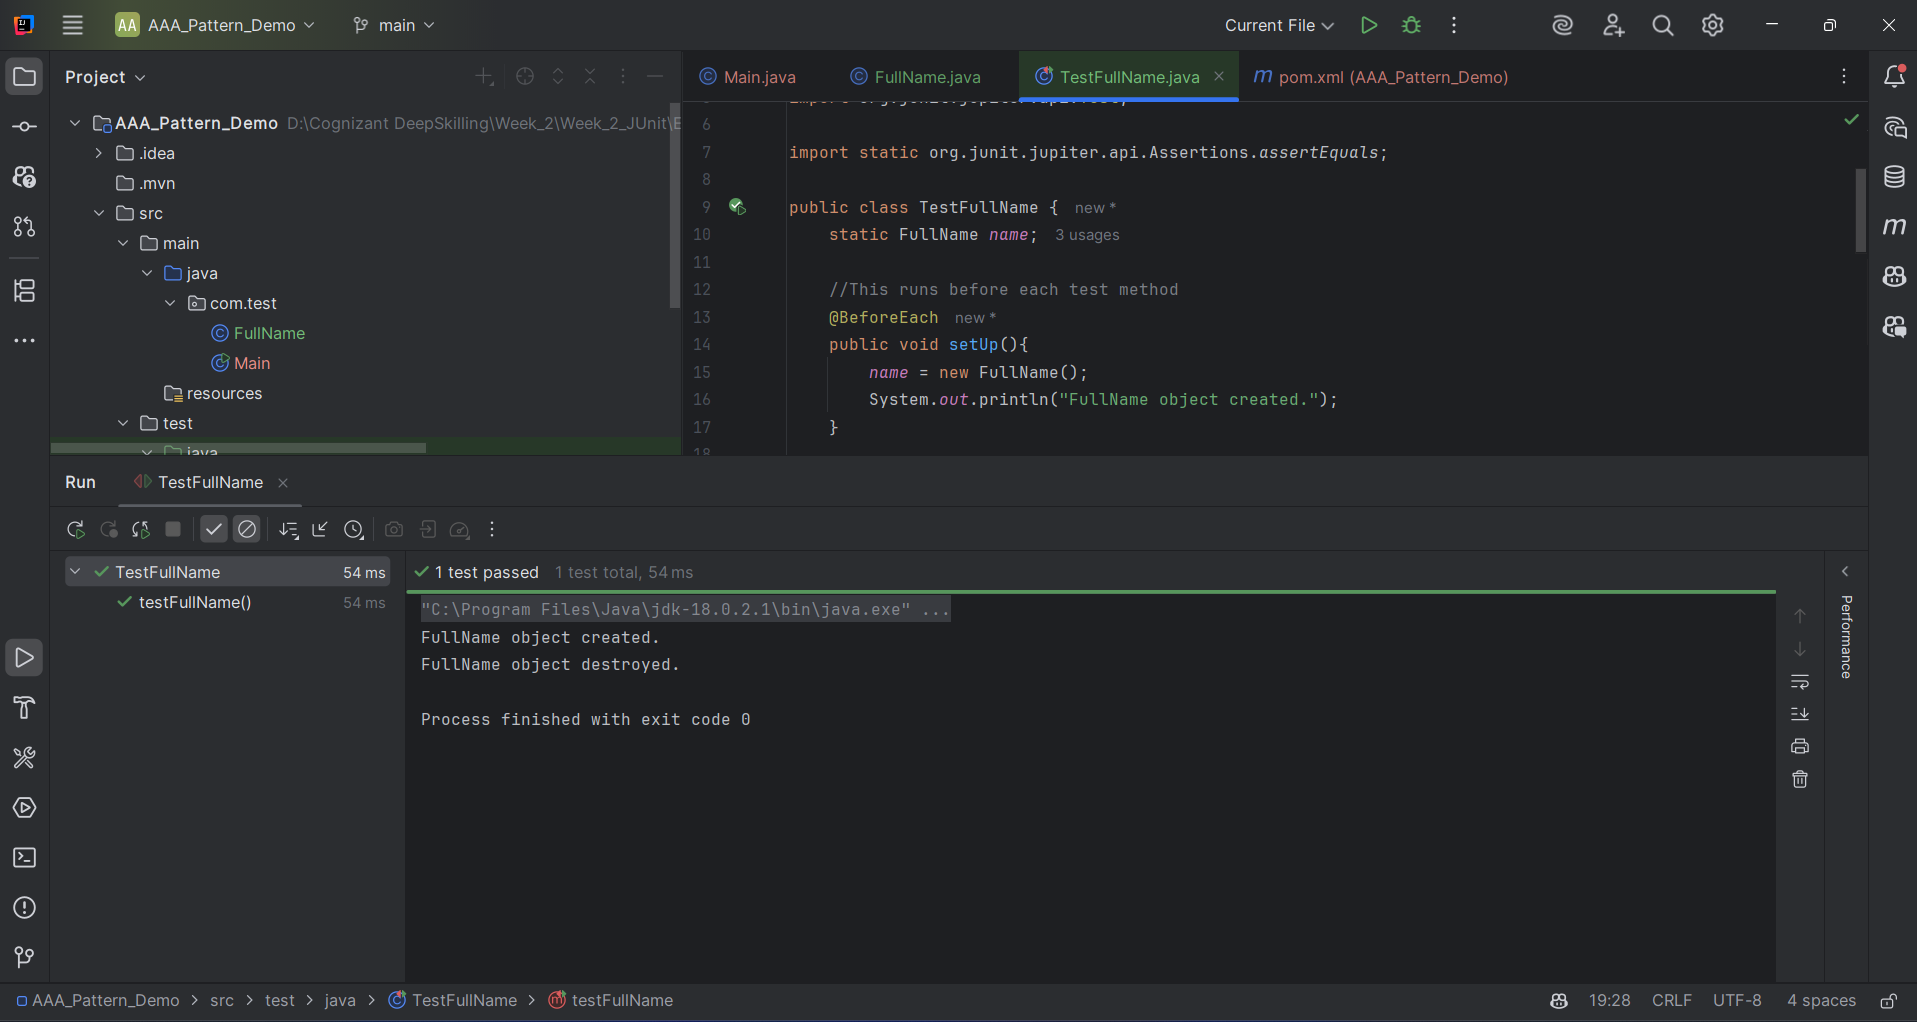 AA AAA_Pattern_Demo main Current File
Project
Main.java FullName.java TestFullName.java pom.xml (AAA_Pattern_Demo)
AAA_Pattern_Demo D:\Cognizant DeepSkilling\Week_2\Week_2_JUnit\E
.idea
.mvn
src
main
java
com.test
FullName
Main
resources
test
java
6
7 import static org.junit.jupiter.api.Assertions.assertEquals;
8
9 public class TestFullName { new *
10 static FullName name; 3 usages
11
12 //This runs before each test method
13 @BeforeEach new *
14 public void setUp(){
15 name = new FullName();
16 System.out.println("FullName object created.");
17 }
18
Run TestFullName
TestFullName 54 ms
testFullName() 54 ms
1 test passed 1 test total, 54 ms
"C:\Program Files\Java\jdk-18.0.2.1\bin\java.exe" ...
FullName object created.
FullName object destroyed.
Process finished with exit code 0
Performance
AAA_Pattern_Demo > src > test > java > TestFullName > testFullName 19:28 CRLF UTF-8 4 spaces